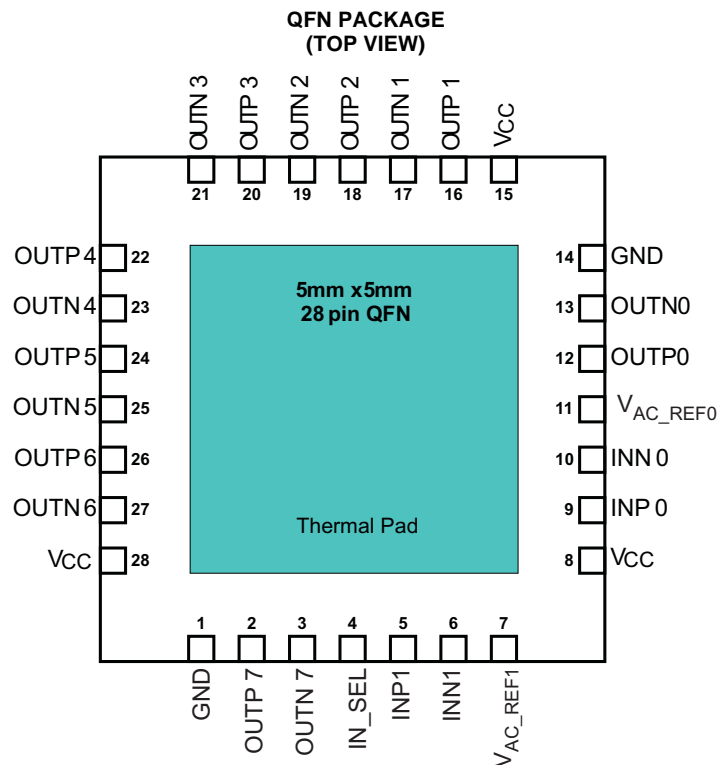 QFN PACKAGE
(TOP VIEW)
OUTN 3
OUTP 3
OUTN 2
OUTP 2
OUTN 1
OUTP 1
VCC
21
20
19
18
17
16
15
OUTP 4
22
OUTN 4
23
OUTP 5
24
OUTN 5
25
OUTP 6
26
OUTN 6
27
VCC
28
5mm x5mm
28 pin QFN
Thermal Pad
14
GND
13
OUTN0
12
OUTP0
11
VAC_REF0
10
INN 0
9
INP 0
8
VCC
1
2
3
4
5
6
7
GND
OUTP 7
OUTN 7
IN_SEL
INP1
INN1
VAC_REF1